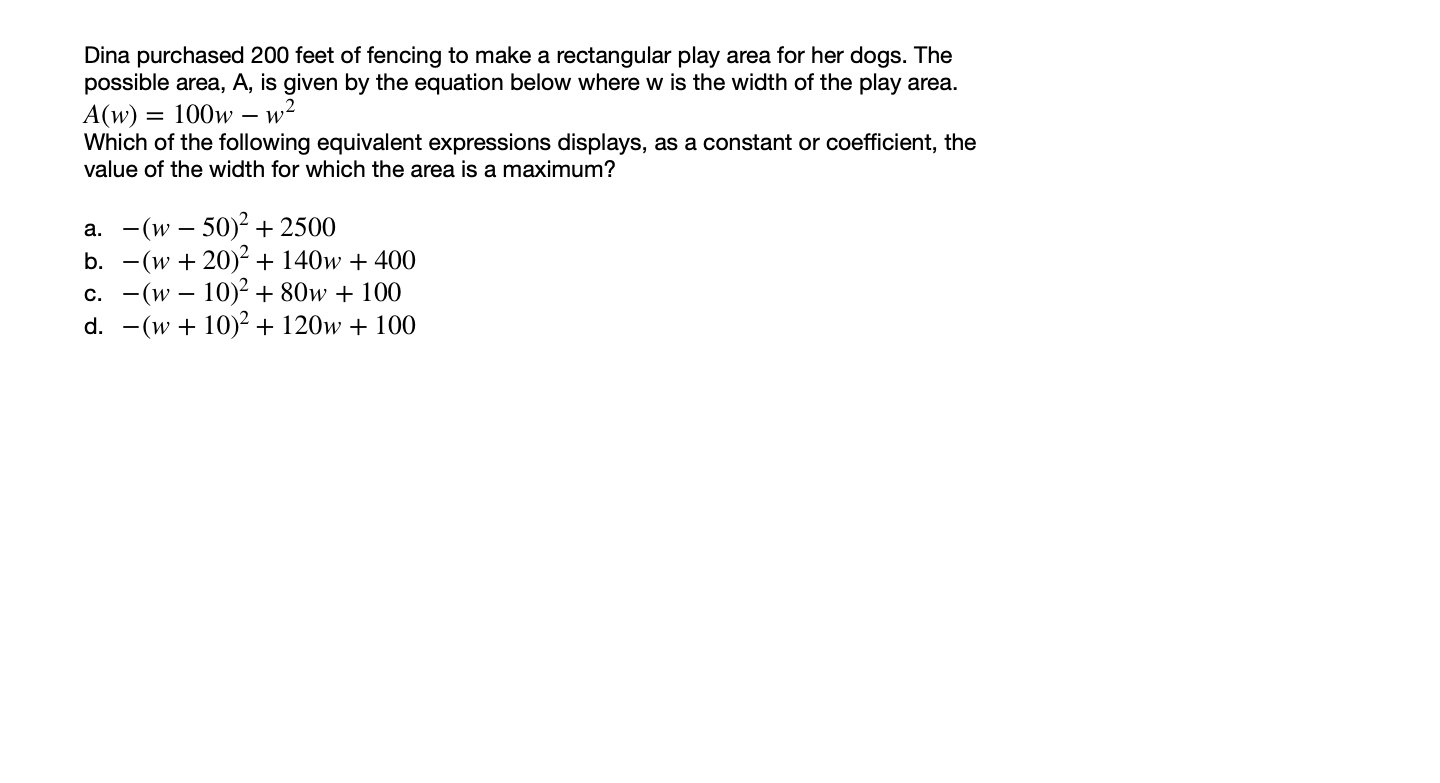 Dina purchased 200 feet of fencing to make a rectangular play area for her dogs. The
possible area, A, is given by the equation below where w is the width of the play area.
A(w) = 100w − w²
Which of the following equivalent expressions displays, as a constant or coefficient, the
value of the width for which the area is a maximum?
a. −(w − 50)² + 2500
b. −(w + 20)² + 140w + 400
c. −(w − 10)² + 80w + 100
d. −(w + 10)² + 120w + 100